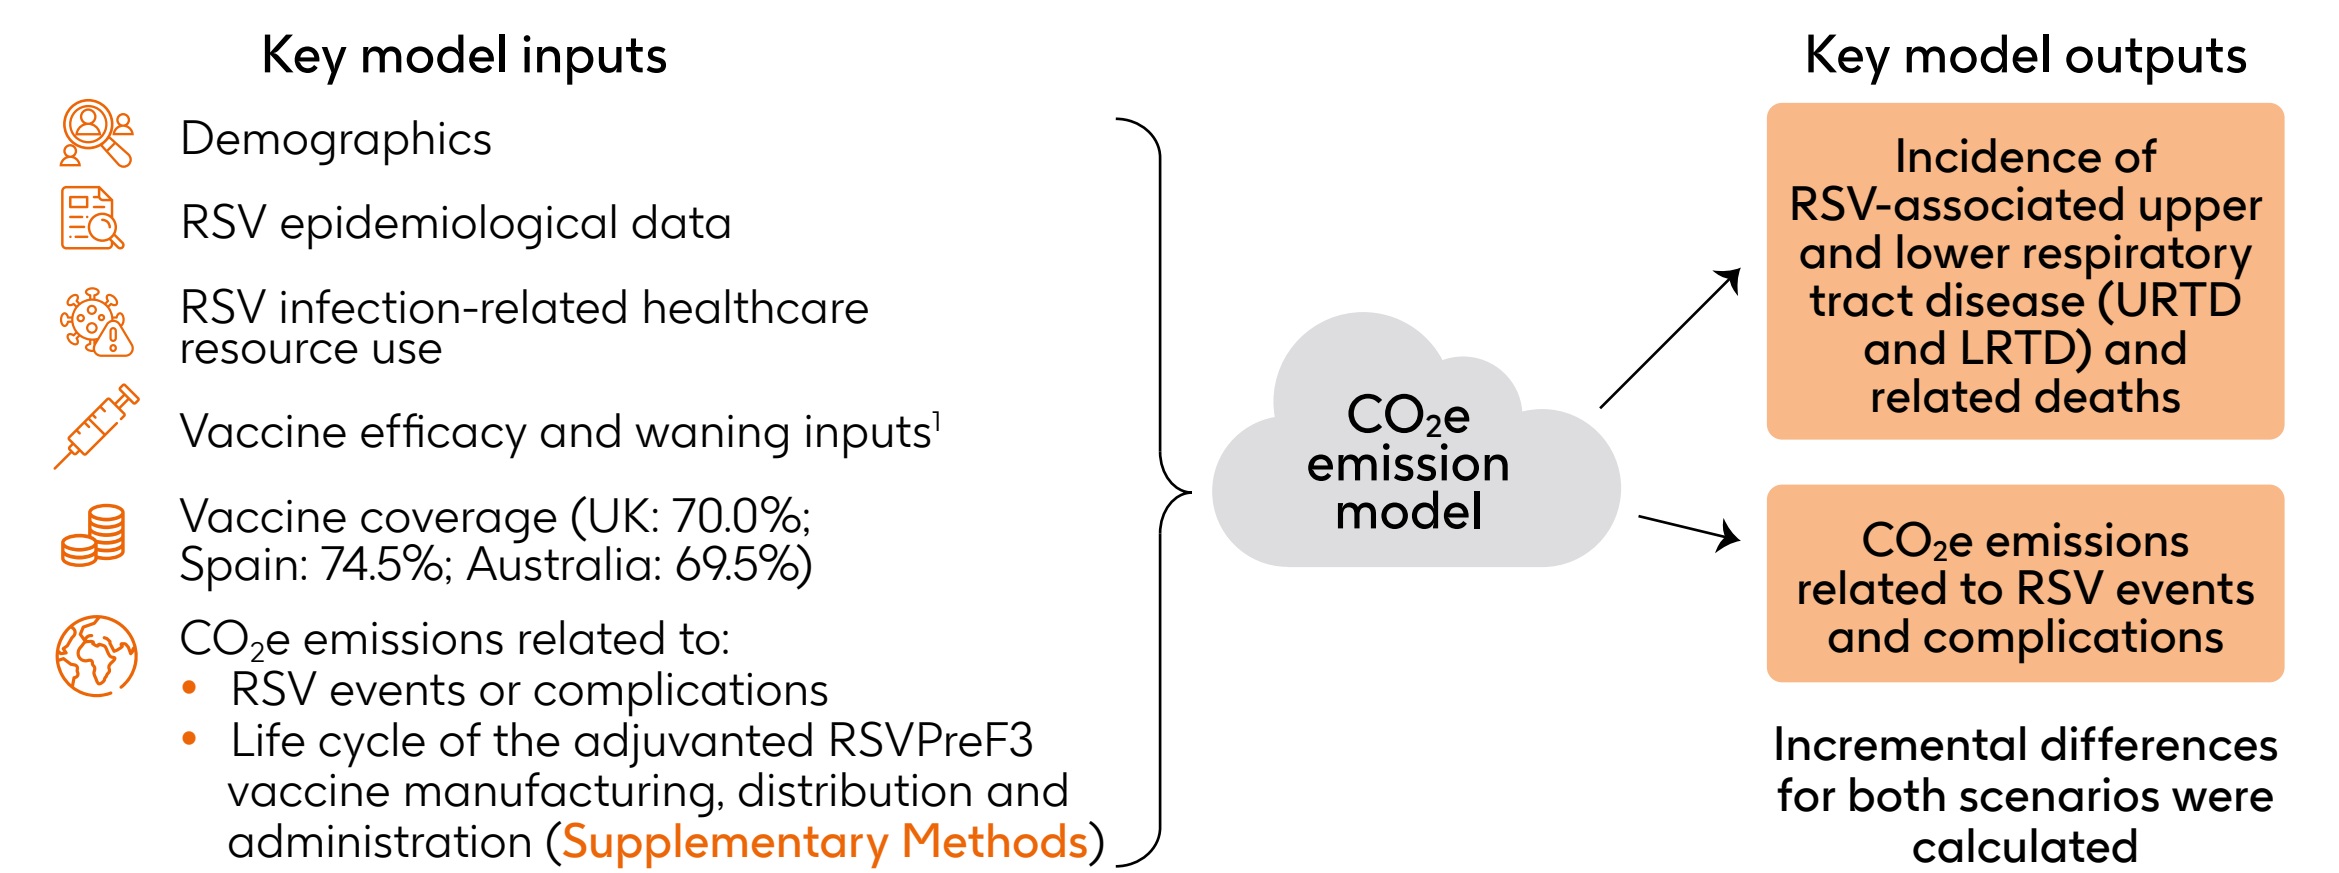 Key model inputs
Demographics
RSV epidemiological data
RSV infection-related healthcare
resource use
Vaccine efficacy and waning inputs¹
Vaccine coverage (UK: 70.0%;
Spain: 74.5%; Australia: 69.5%)
CO₂e emissions related to:
• RSV events or complications
• Life cycle of the adjuvanted RSVPreF3
vaccine manufacturing, distribution and
administration (Supplementary Methods)
CO₂e
emission
model
Key model outputs
Incidence of
RSV-associated upper
and lower respiratory
tract disease (URTD
and LRTD) and
related deaths
CO₂e emissions
related to RSV events
and complications
Incremental differences
for both scenarios were
calculated